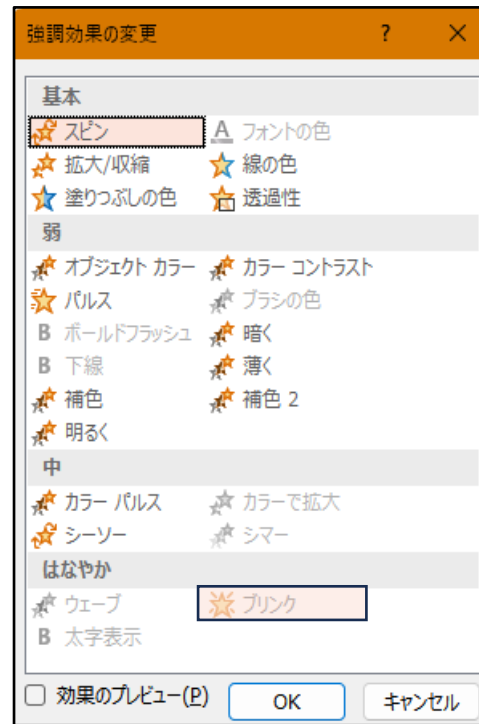 強調効果の変更 ? ×
基本
スピン A フォントの色
拡大/収縮 線の色
塗りつぶしの色 透過性
弱
オブジェクト カラー カラー コントラスト
パルス ブラシの色
B ボールドフラッシュ 暗く
B 下線 薄く
補色 補色 2
明るく
中
カラー パルス カラーで拡大
シーソー シマー
はなやか
ウェーブ ブリンク
B 太字表示
効果のプレビュー(P) OK キャンセル